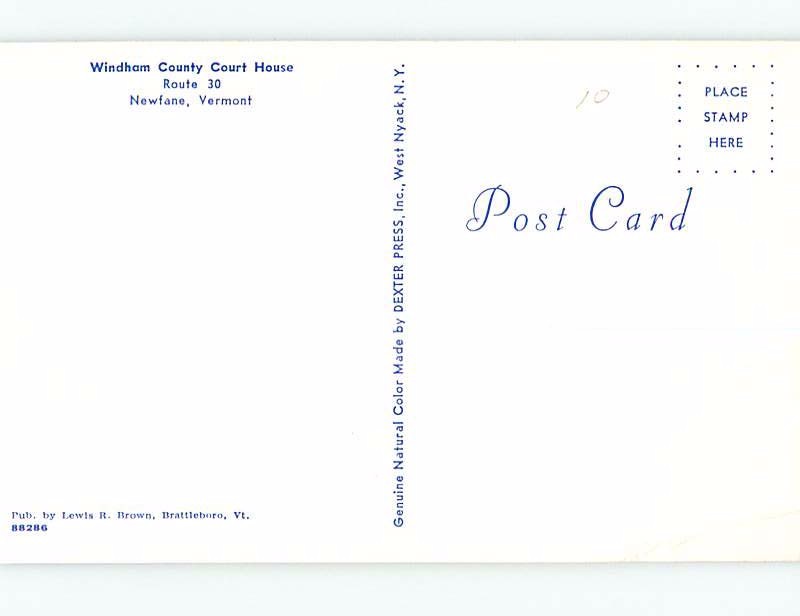 Windham County Court House
Route 30
Newfane, Vermont
Pub. by Lewis R. Brown, Brattleboro, Vt.
88286
Genuine Natural Color Made by DEXTER PRESS, Inc., West Nyack, N.Y.
10
PLACE
STAMP
HERE
Post Card